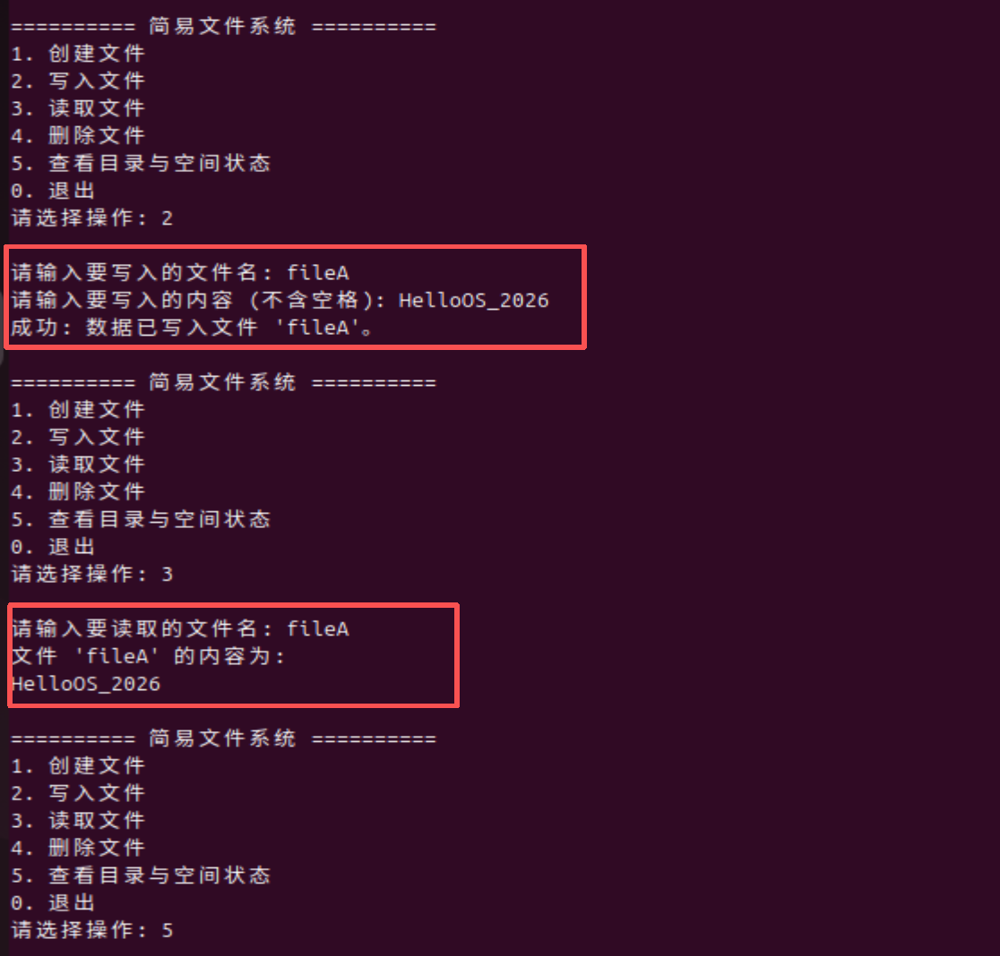 ========== 简易文件系统 ==========
1. 创建文件
2. 写入文件
3. 读取文件
4. 删除文件
5. 查看目录与空间状态
0. 退出
请选择操作: 2
请输入要写入的文件名: fileA
请输入要写入的内容 (不含空格): HelloOS_2026
成功: 数据已写入文件 'fileA'。
========== 简易文件系统 ==========
1. 创建文件
2. 写入文件
3. 读取文件
4. 删除文件
5. 查看目录与空间状态
0. 退出
请选择操作: 3
请输入要读取的文件名: fileA
文件 'fileA' 的内容为:
HelloOS_2026
========== 简易文件系统 ==========
1. 创建文件
2. 写入文件
3. 读取文件
4. 删除文件
5. 查看目录与空间状态
0. 退出
请选择操作: 5